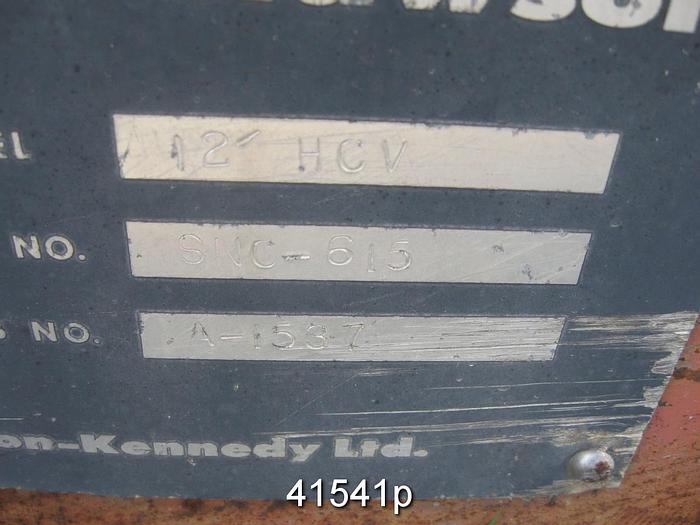 EL 12' HCV
NO. SNC-615
S NO. A-1537
on-Kennedy Ltd.
41541p